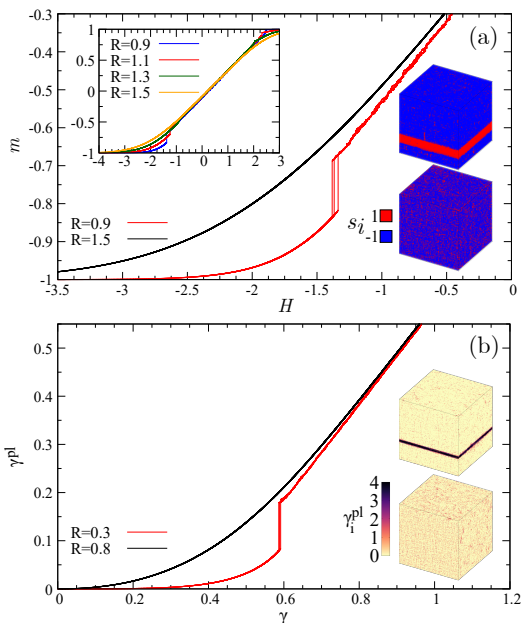 (a)
-0.3
-0.4
-0.5
-0.6
-0.7
-0.8
-0.9
-1
m
-3.5 -3 -2.5 -2 -1.5 -1 -0.5 0
H
R=0.9
R=1.5
1
0.5
0
-0.5
-1
-4 -3 -2 -1 0 1 2 3
R=0.9
R=1.1
R=1.3
R=1.5
s_i 1
-1
(b)
0.5
0.4
0.3
0.2
0.1
0
γ^pl
0 0.2 0.4 0.6 0.8 1 1.2
γ
R=0.3
R=0.8
γ_i^pl
4
3
2
1
0